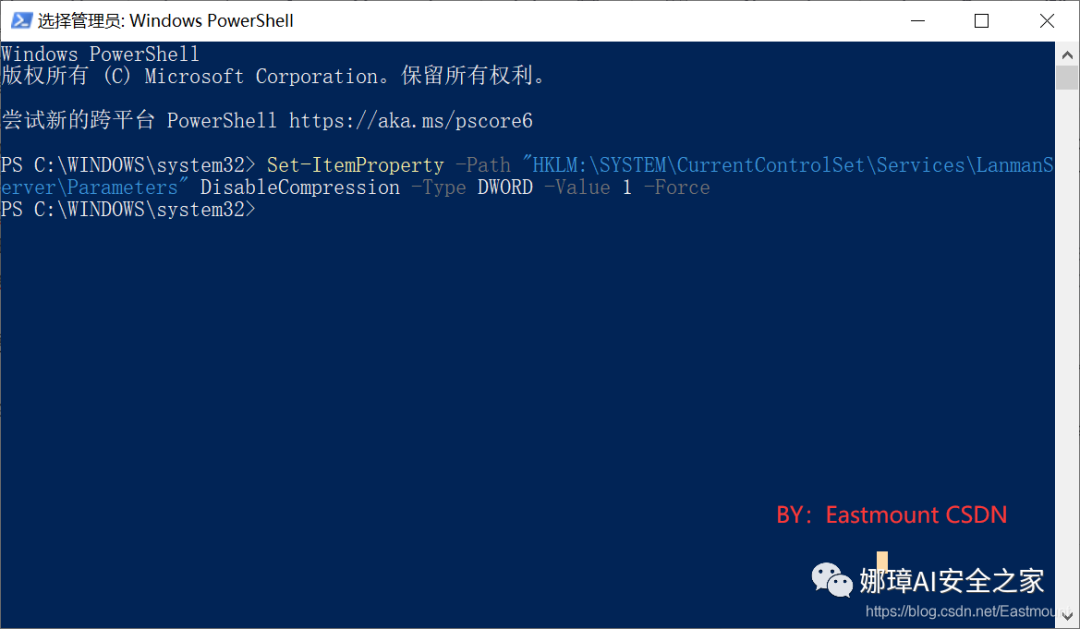 选择管理员: Windows PowerShell
Windows PowerShell
版权所有 (C) Microsoft Corporation。保留所有权利。
尝试新的跨平台 PowerShell https://aka.ms/pscore6
PS C:\WINDOWS\system32> Set-ItemProperty -Path "HKLM:\SYSTEM\CurrentControlSet\Services\LanmanS
erver\Parameters" DisableCompression -Type DWORD -Value 1 -Force
PS C:\WINDOWS\system32>
BY：Eastmount CSDN
娜璋AI安全之家
https://blog.csdn.net/Eastmount